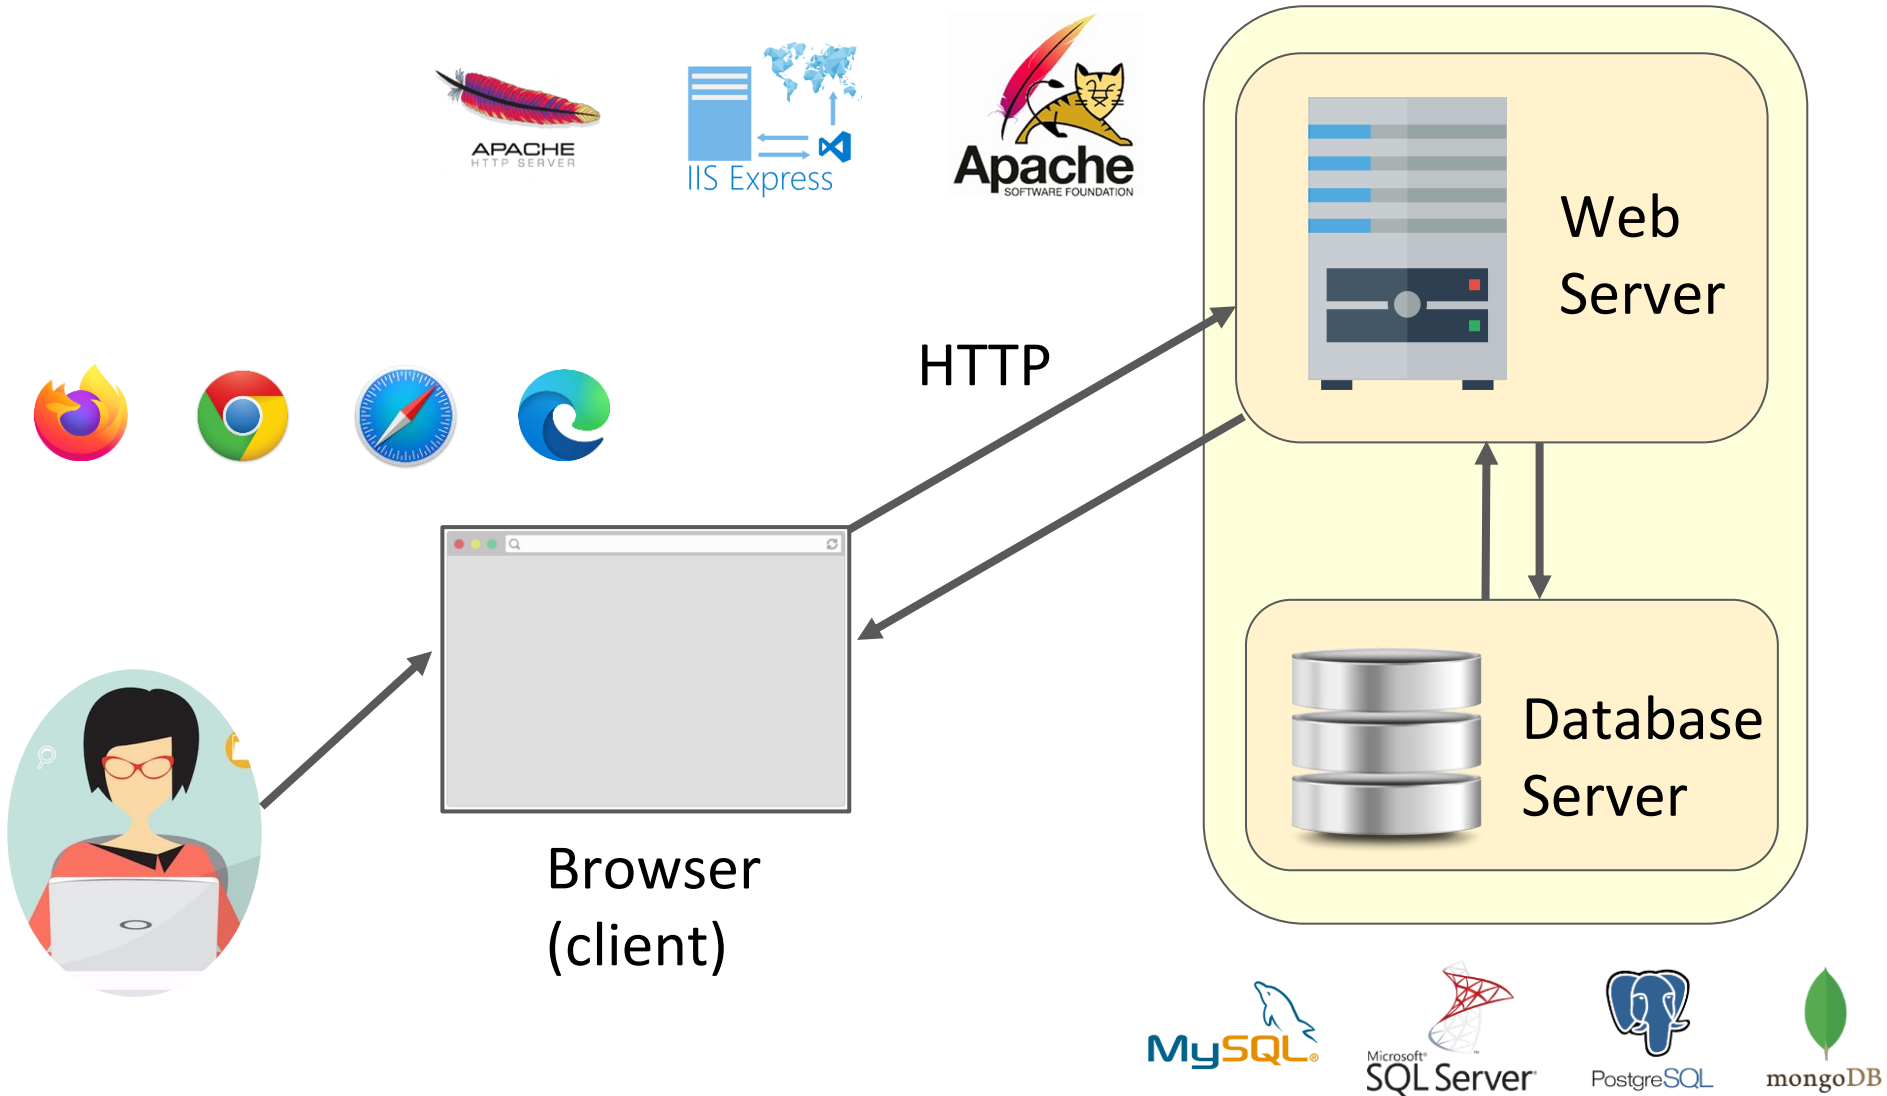 APACHE
HTTP SERVER
IIS Express
Apache
SOFTWARE FOUNDATION
Web
Server
HTTP
Browser
(client)
Database
Server
MySQL®
Microsoft®
SQL Server®
PostgreSQL
mongoDB